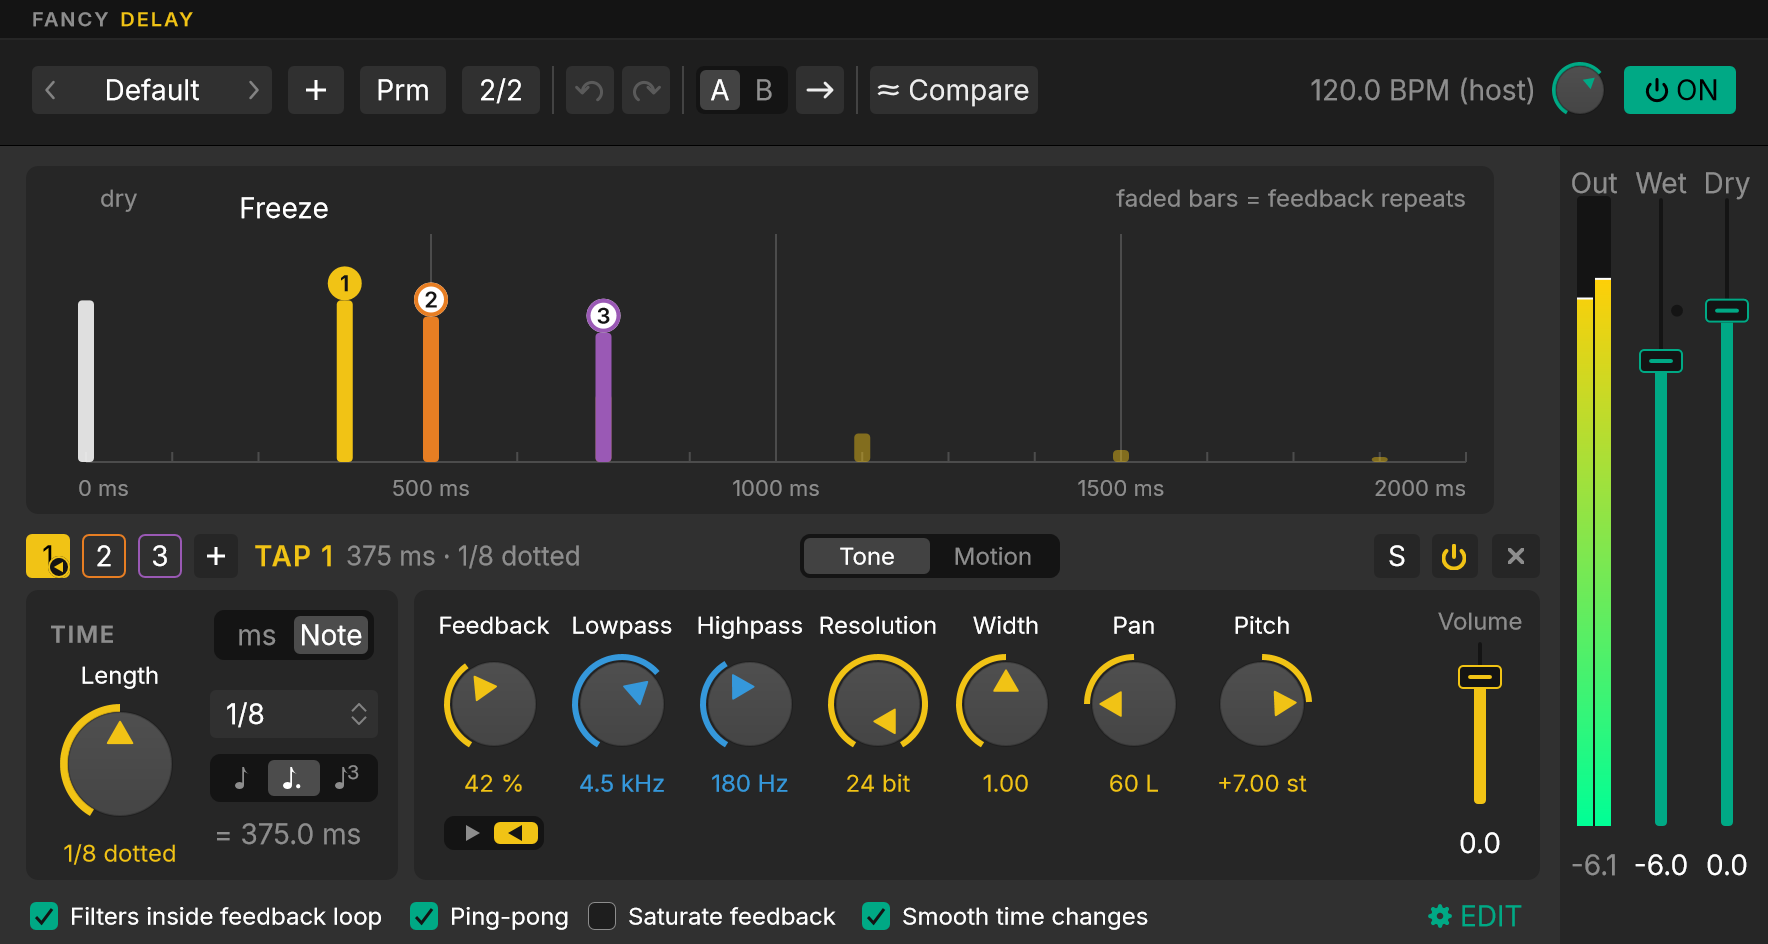 FANCY DELAY
Default + Prm 2/2 A B → ≈ Compare 120.0 BPM (host) ON
dry Freeze faded bars = feedback repeats
1 2 3
0 ms 500 ms 1000 ms 1500 ms 2000 ms
1 2 3 + TAP 1 375 ms · 1/8 dotted Tone Motion S ×
TIME ms Note
Length
1/8
3
= 375.0 ms
1/8 dotted
Feedback Lowpass Highpass Resolution Width Pan Pitch Volume
42 % 4.5 kHz 180 Hz 24 bit 1.00 60 L +7.00 st
0.0
Out Wet Dry
-6.1 -6.0 0.0
Filters inside feedback loop Ping-pong Saturate feedback Smooth time changes EDIT